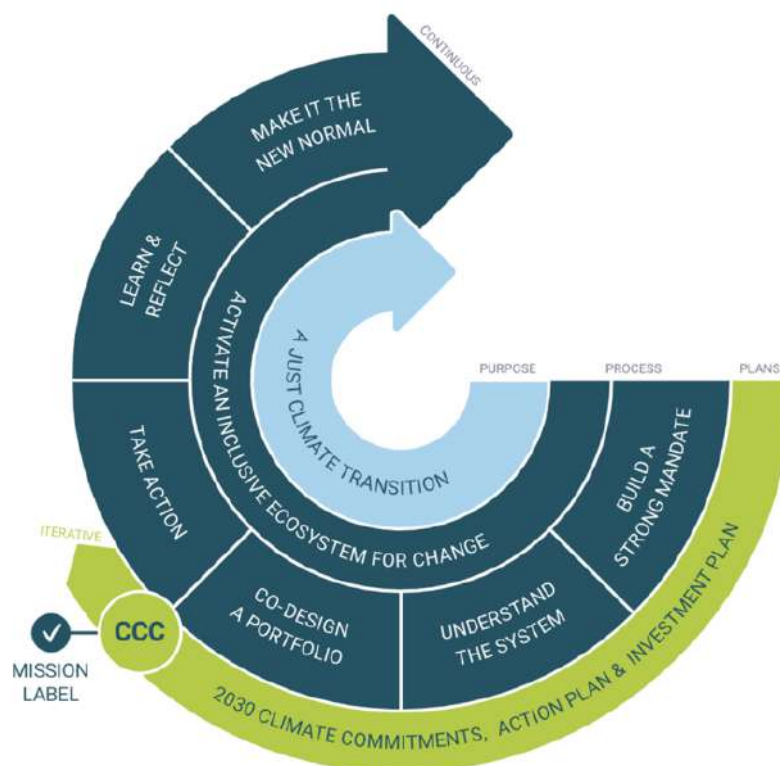 CONTINUOUS
MAKE IT THE
NEW NORMAL
LEARN &
REFLECT
ACTIVATE AN INCLUSIVE ECOSYSTEM FOR CHANGE
A JUST CLIMATE TRANSITION
PURPOSE
PROCESS
PLANS
BUILD A
STRONG MANDATE
TAKE ACTION
ITERATIVE
CO-DESIGN
A PORTFOLIO
UNDERSTAND
THE SYSTEM
CCC
MISSION
LABEL
2030 CLIMATE COMMITMENTS, ACTION PLAN & INVESTMENT PLAN